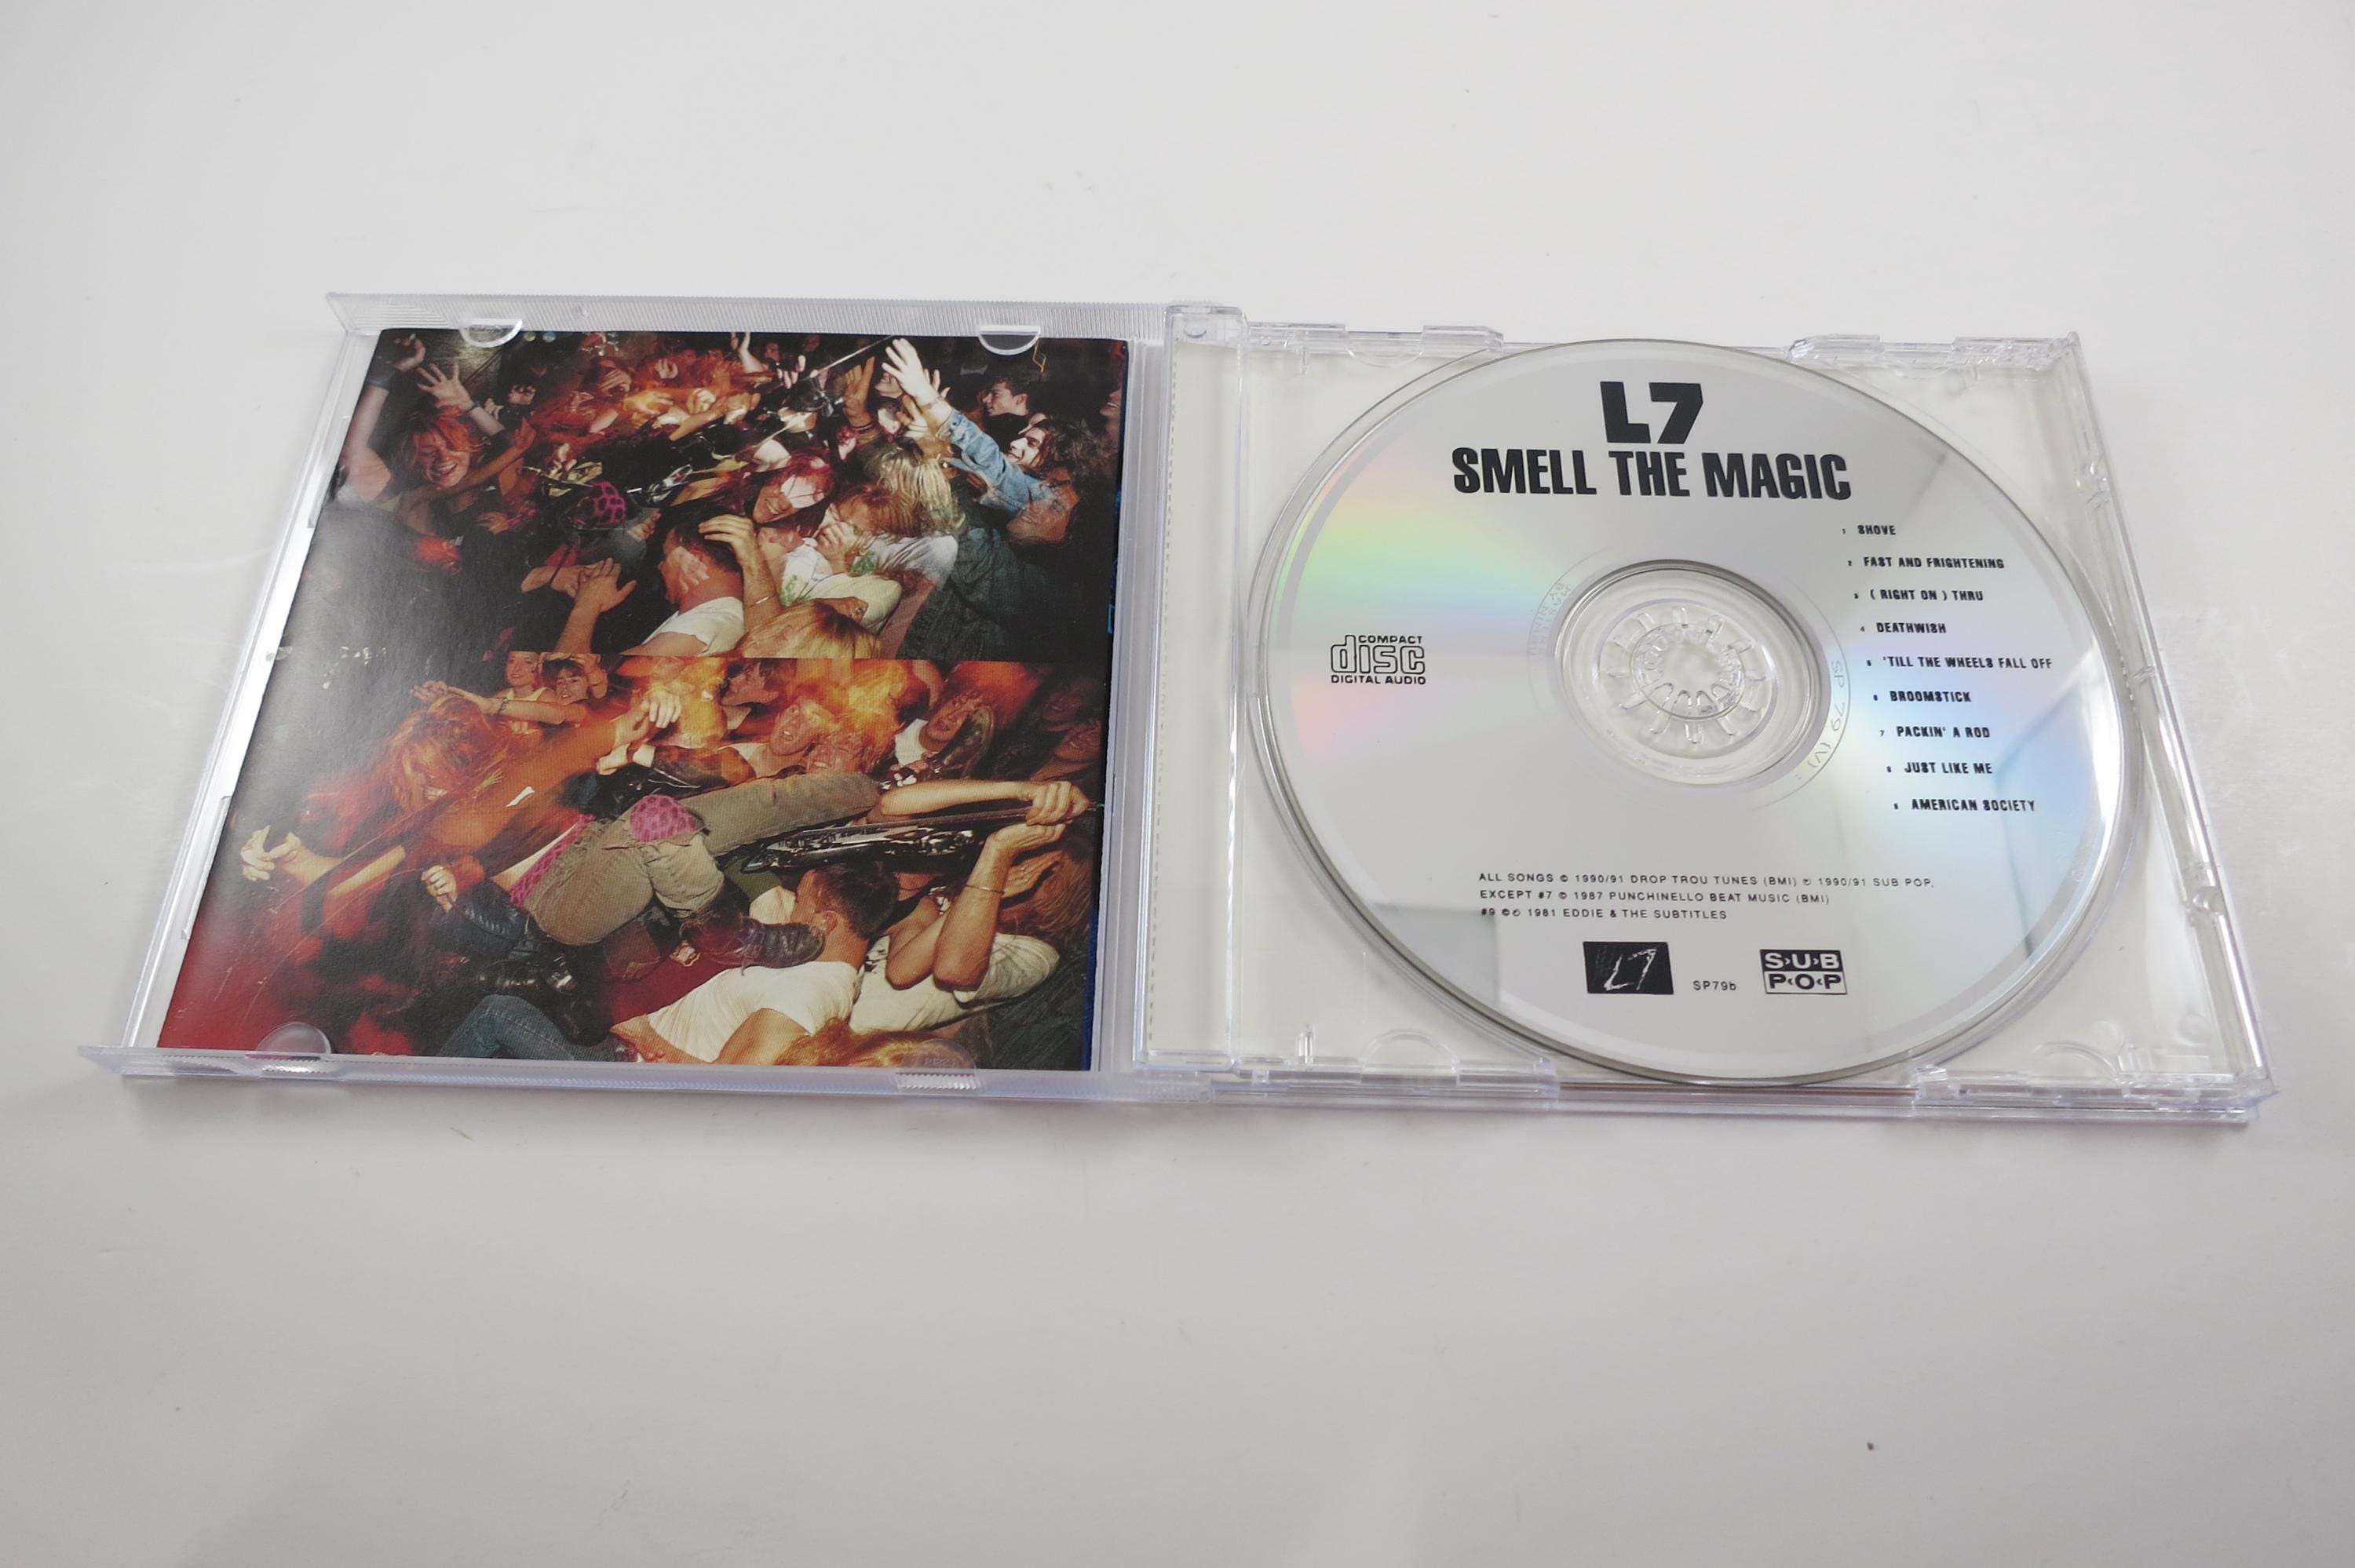 L7
SMELL THE MAGIC
1 SHOVE
2 FAST AND FRIGHTENING
3 ( RIGHT ON ) THRU
4 DEATHWISH
5 'TILL THE WHEELS FALL OFF
6 BROOMSTICK
7 PACKIN' A ROD
8 JUST LIKE ME
9 AMERICAN SOCIETY
COMPACT
disc
DIGITAL AUDIO
SP 79 (V)
ALL SONGS © 1990/91 DROP TROU TUNES (BMI) ℗ 1990/91 SUB POP,
EXCEPT #7 © 1987 PUNCHINELLO BEAT MUSIC (BMI)
#9 ©℗ 1981 EDDIE & THE SUBTITLES
L7
SP79b
SUB
POP